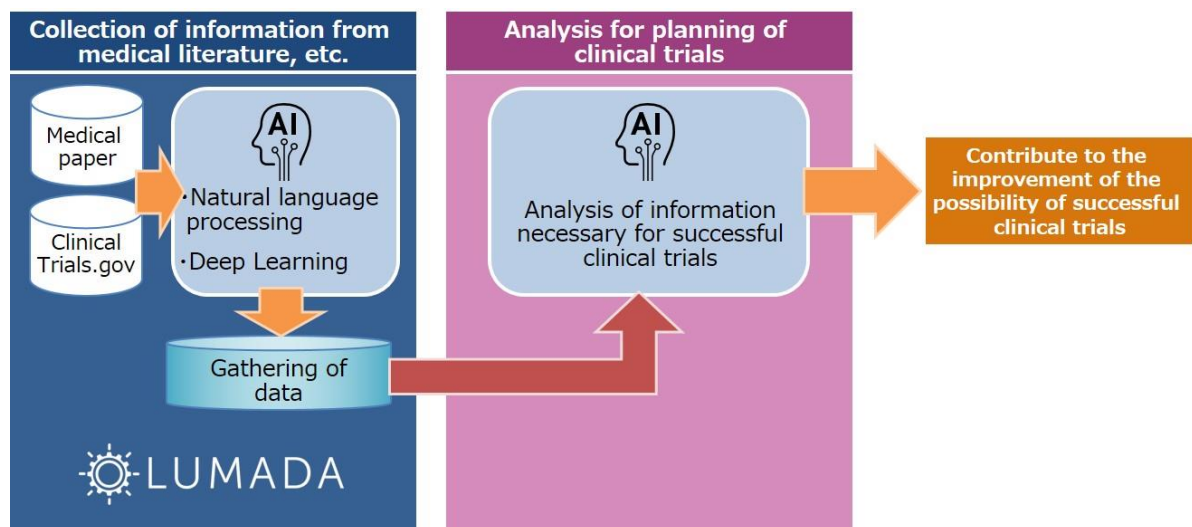 Collection of information from
medical literature, etc.
Medical
paper
Clinical
Trials.gov
AI
・Natural language
processing
・Deep Learning
Gathering of
data
LUMADA
Analysis for planning of
clinical trials
AI
Analysis of information
necessary for successful
clinical trials
Contribute to the
improvement of the
possibility of successful
clinical trials